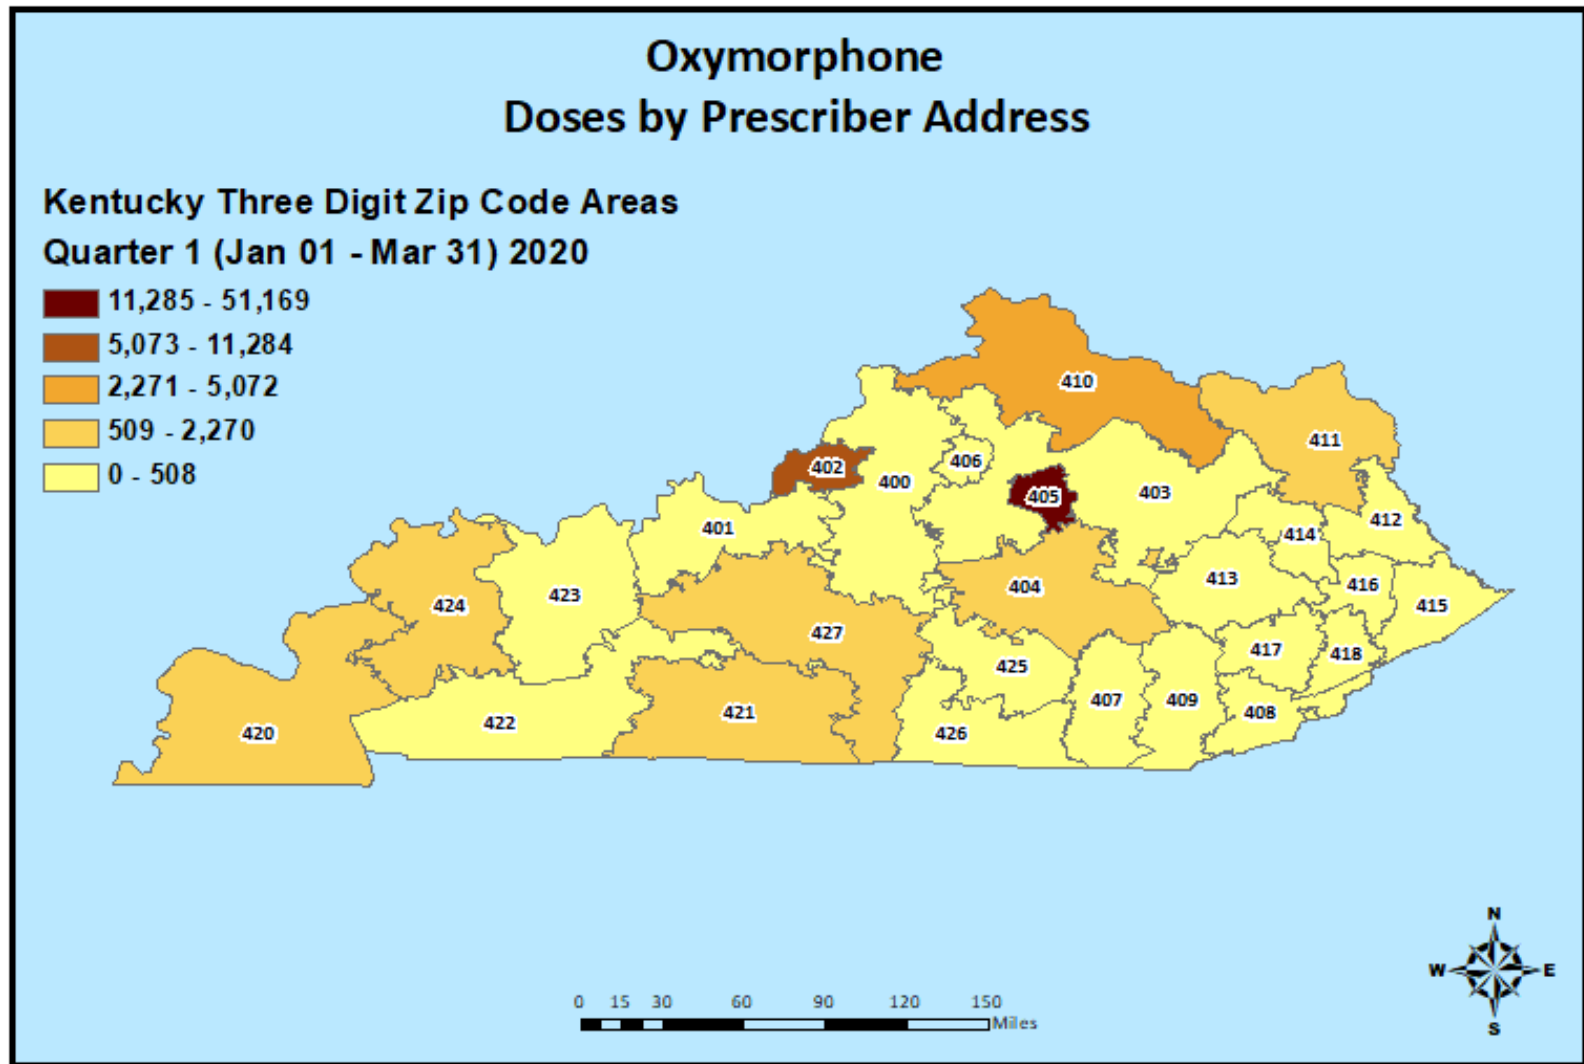 Oxymorphone
Doses by Prescriber Address
Kentucky Three Digit Zip Code Areas
Quarter 1 (Jan 01 - Mar 31) 2020
11,285 - 51,169
5,073 - 11,284
2,271 - 5,072
509 - 2,270
0 - 508
410
411
402
406
400
405
403
401
412
414
413
416
404
424
423
415
427
417
418
425
407
409
408
421
422
420
426
N
W E
S
0 15 30 60 90 120 150
Miles